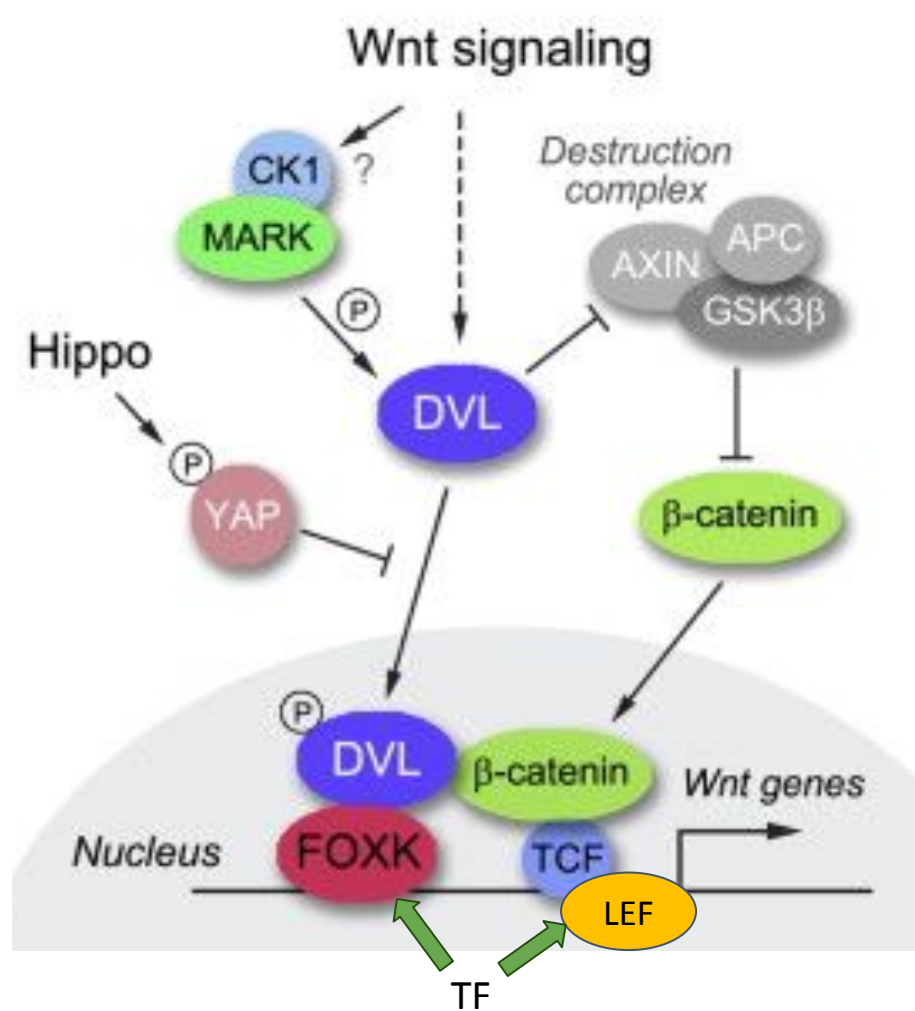 Wnt signaling
CK1
?
MARK
Destruction
complex
AXIN
APC
GSK3β
P
Hippo
DVL
P
YAP
β-catenin
P
DVL
β-catenin
Wnt genes
Nucleus
FOXK
TCF
LEF
TF